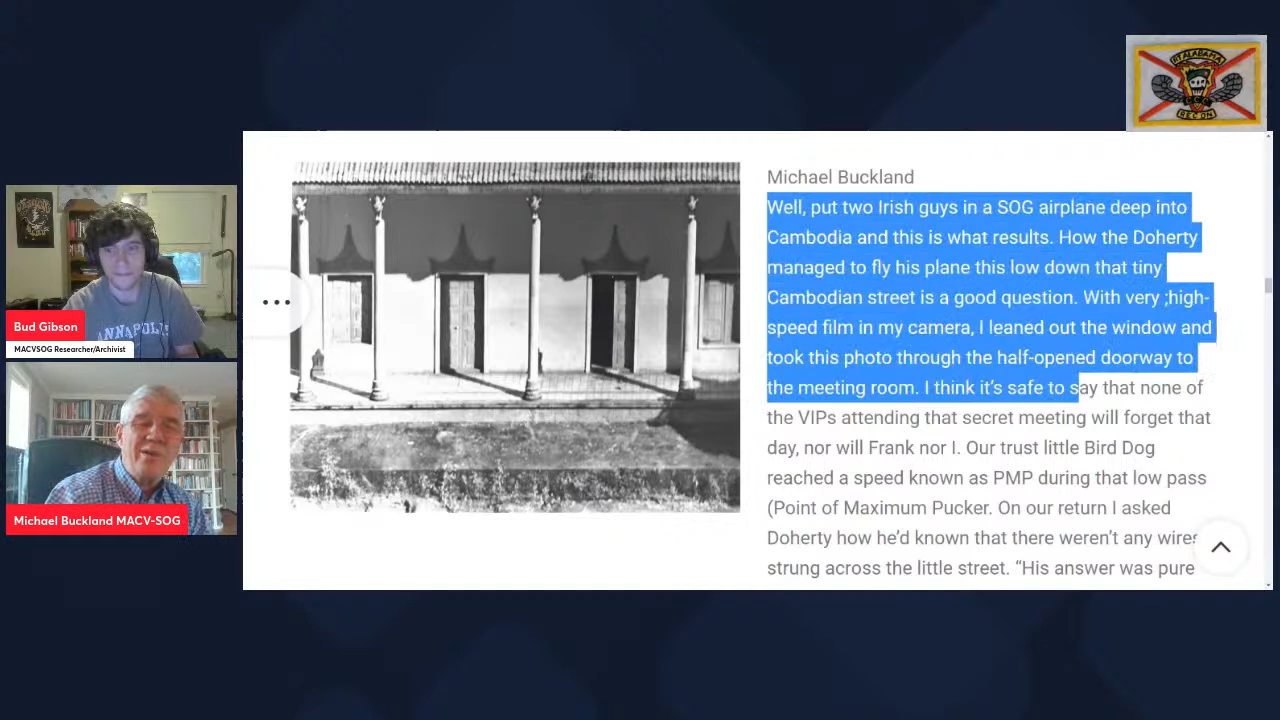 ALABAMA
CCC
RECON
Michael Buckland
Well, put two Irish guys in a SOG airplane deep into
Cambodia and this is what results. How the Doherty
managed to fly his plane this low down that tiny
Cambodian street is a good question. With very ;high-
speed film in my camera, I leaned out the window and
took this photo through the half-opened doorway to
the meeting room. I think it’s safe to say that none of
the VIPs attending that secret meeting will forget that
day, nor will Frank nor I. Our trust little Bird Dog
reached a speed known as PMP during that low pass
(Point of Maximum Pucker. On our return I asked
Doherty how he’d known that there weren’t any wires
strung across the little street. “His answer was pure
ANNAPOLIS
Bud Gibson
MACVSOG Researcher/Archivist
Michael Buckland MACV-SOG